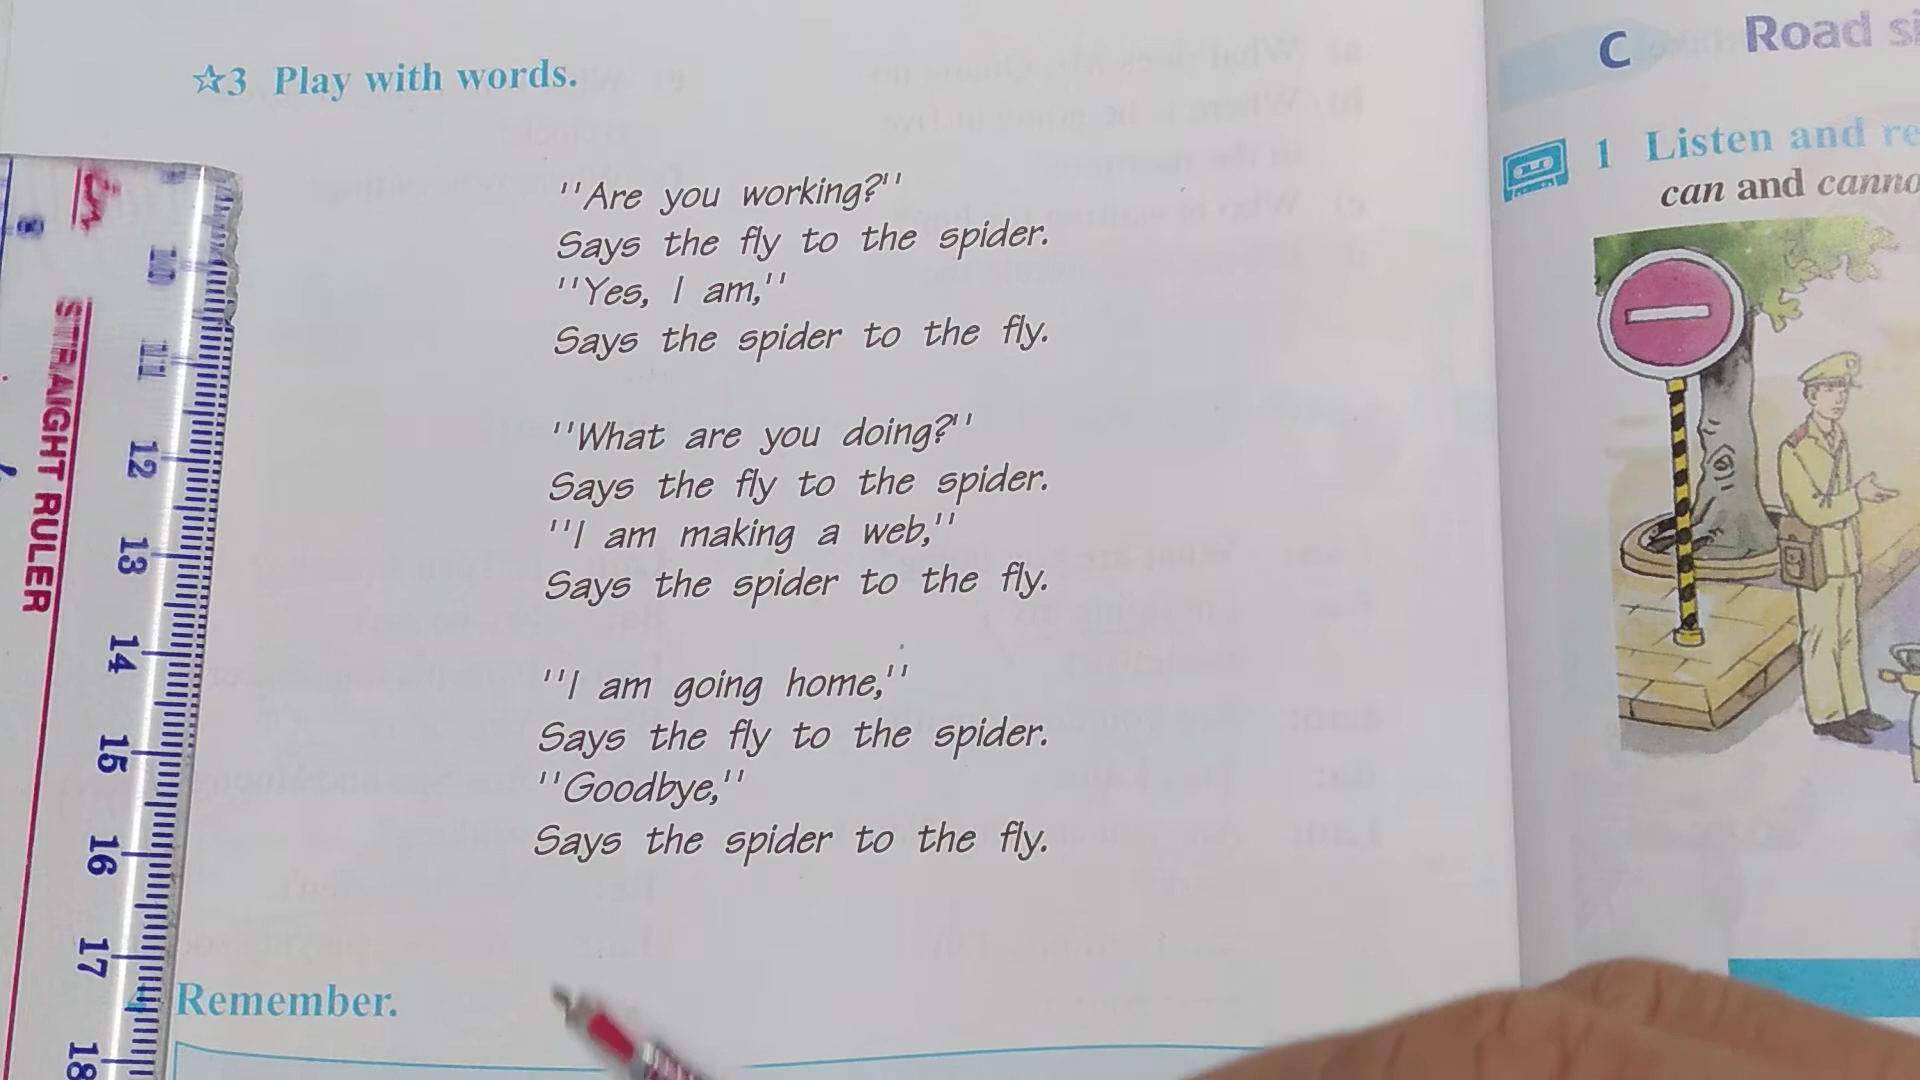 ☆3 Play with words.
"Are you working?"
Says the fly to the spider.
"Yes, I am,"
Says the spider to the fly.
"What are you doing?"
Says the fly to the spider.
"I am making a web,"
Says the spider to the fly.
"I am going home,"
Says the fly to the spider.
"Goodbye,"
Says the spider to the fly.
4 Remember.
C Road
1 Listen and
can and
STRAIGHT RULER
10
11
12
13
14
15
16
17
18